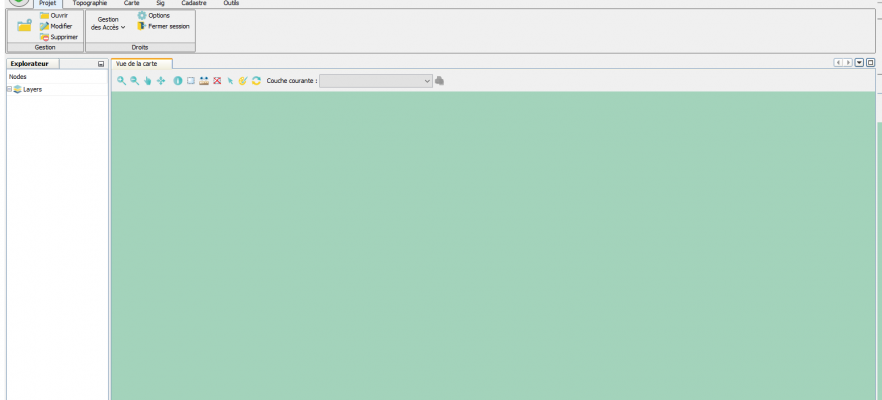 Projet Topographie Carte Sig Cadastre Outils
Ouvrir
Modifier
Supprimer
Gestion
Gestion
des Accès
Options
Fermer session
Droits
Explorateur
Nodes
Layers
Vue de la carte
Couche courante :